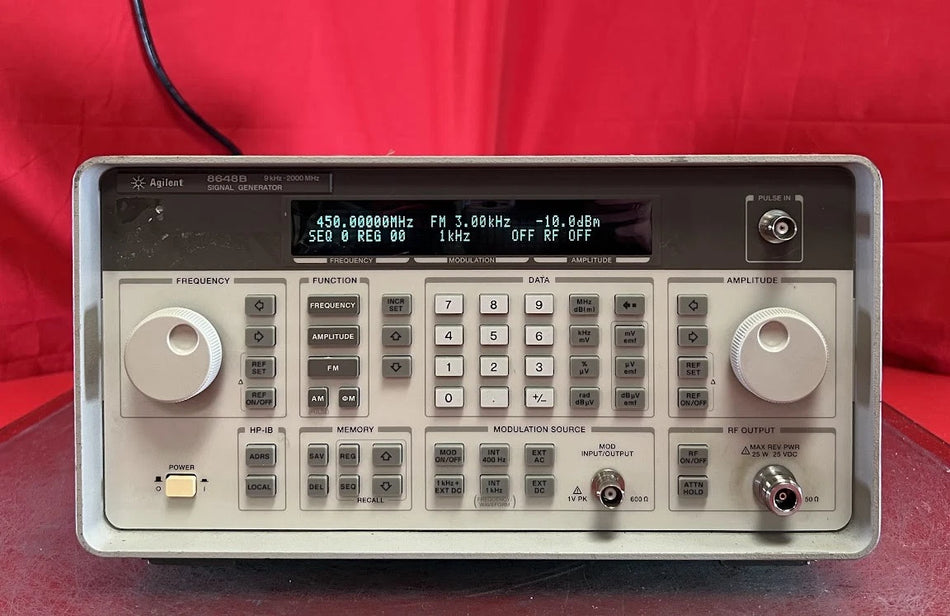 Agilent 8648B 9 kHz - 2000 MHz
SIGNAL GENERATOR
PULSE IN
450.00000MHz FM 3.00kHz -10.0dBm
SEQ 0 REG 00 1kHz OFF RF OFF
FREQUENCY MODULATION AMPLITUDE
FREQUENCY
REF SET
REF ON/OFF
FUNCTION
FREQUENCY
AMPLITUDE
FM
AM ΦM
PULSE
INCR SET
DATA
7 8 9 MHz dB(m)
4 5 6 kHz mV mV emf
1 2 3 % µV µV emf
0 . +/− rad dBµV dBµV emf
AMPLITUDE
REF SET
REF ON/OFF
POWER
O I
HP-IB
ADRS
LOCAL
MEMORY
SAV REG
DEL SEQ
RECALL
MODULATION SOURCE
MOD ON/OFF INT 400 Hz EXT AC
1 kHz + EXT DC INT 1 kHz EXT DC
(FREQUENCY WAVEFORM)
MOD INPUT/OUTPUT
1V PK 600 Ω
RF OUTPUT
RF ON/OFF
ATTN HOLD
MAX REV PWR
25 W 25 VDC
50 Ω